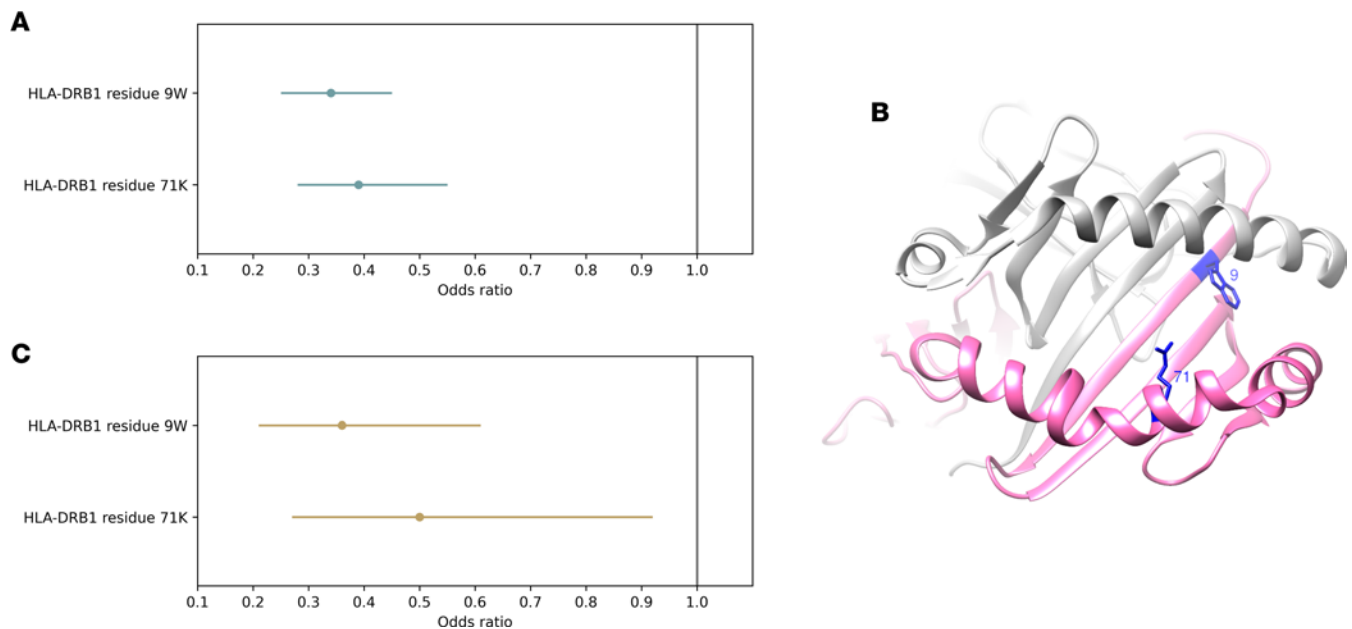 A
HLA-DRB1 residue 9W
HLA-DRB1 residue 71K
0.1 0.2 0.3 0.4 0.5 0.6 0.7 0.8 0.9 1.0
Odds ratio
B
9
71
C
HLA-DRB1 residue 9W
HLA-DRB1 residue 71K
0.1 0.2 0.3 0.4 0.5 0.6 0.7 0.8 0.9 1.0
Odds ratio